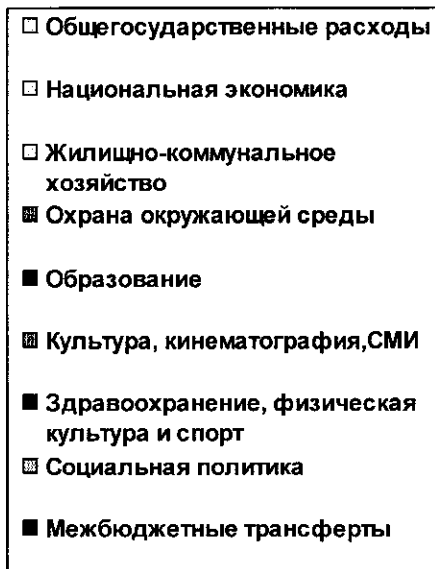 Общегосударственные расходы
Национальная экономика
Жилищно-коммунальное
хозяйство
Охрана окружающей среды
Образование
Культура, кинематография,СМИ
Здравоохранение, физическая
культура и спорт
Социальная политика
Межбюджетные трансферты